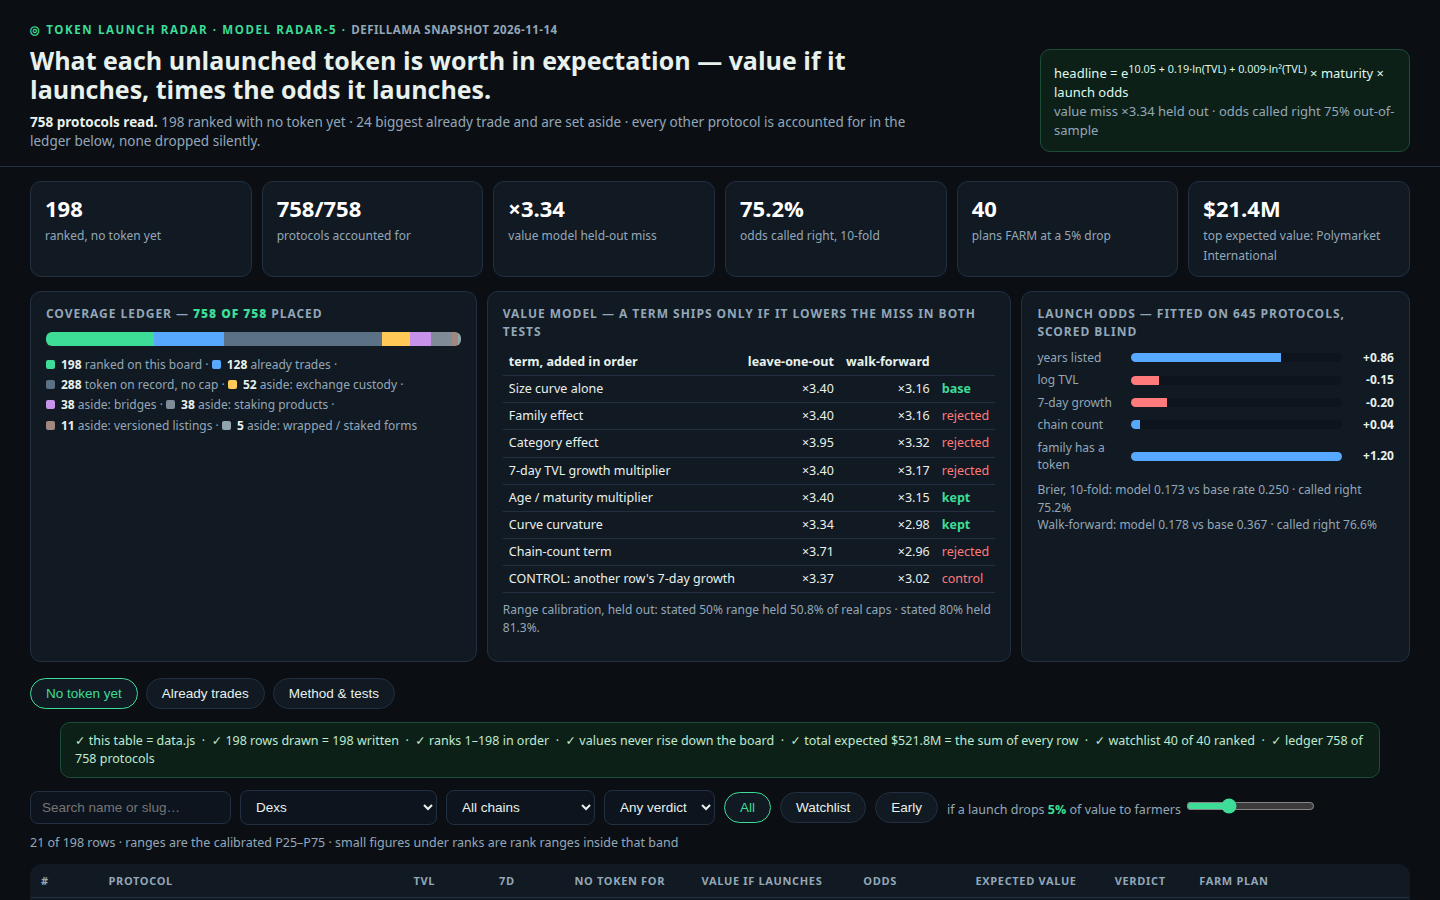 ◎ TOKEN LAUNCH RADAR · MODEL RADAR-5 · DEFILLAMA SNAPSHOT 2026-11-14
What each unlaunched token is worth in expectation — value if it
launches, times the odds it launches.
758 protocols read. 198 ranked with no token yet · 24 biggest already trade and are set aside · every other protocol is accounted for in the
ledger below, none dropped silently.
headline = e^10.05 + 0.19·ln(TVL) + 0.009·ln²(TVL) × maturity ×
launch odds
value miss ×3.34 held out · odds called right 75% out-of-
sample
198
ranked, no token yet
758/758
protocols accounted for
×3.34
value model held-out miss
75.2%
odds called right, 10-fold
40
plans FARM at a 5% drop
$21.4M
top expected value: Polymarket
International
COVERAGE LEDGER — 758 OF 758 PLACED
198 ranked on this board · 128 already trades ·
288 token on record, no cap · 52 aside: exchange custody ·
38 aside: bridges · 38 aside: staking products ·
11 aside: versioned listings · 5 aside: wrapped / staked forms
VALUE MODEL — A TERM SHIPS ONLY IF IT LOWERS THE MISS IN BOTH
TESTS
term, added in order leave-one-out walk-forward
Size curve alone ×3.40 ×3.16 base
Family effect ×3.40 ×3.16 rejected
Category effect ×3.95 ×3.32 rejected
7-day TVL growth multiplier ×3.40 ×3.17 rejected
Age / maturity multiplier ×3.40 ×3.15 kept
Curve curvature ×3.34 ×2.98 kept
Chain-count term ×3.71 ×2.96 rejected
CONTROL: another row's 7-day growth ×3.37 ×3.02 control
Range calibration, held out: stated 50% range held 50.8% of real caps · stated 80% held
81.3%.
LAUNCH ODDS — FITTED ON 645 PROTOCOLS,
SCORED BLIND
years listed +0.86
log TVL -0.15
7-day growth -0.20
chain count +0.04
family has a
token +1.20
Brier, 10-fold: model 0.173 vs base rate 0.250 · called right
75.2%
Walk-forward: model 0.178 vs base 0.367 · called right 76.6%
No token yet Already trades Method & tests
✓ this table = data.js · ✓ 198 rows drawn = 198 written · ✓ ranks 1–198 in order · ✓ values never rise down the board · ✓ total expected $521.8M = the sum of every row · ✓ watchlist 40 of 40 ranked · ✓ ledger 758 of
758 protocols
Search name or slug… Dexs All chains Any verdict All Watchlist Early if a launch drops 5% of value to farmers
21 of 198 rows · ranges are the calibrated P25–P75 · small figures under ranks are rank ranges inside that band
# PROTOCOL TVL 7D NO TOKEN FOR VALUE IF LAUNCHES ODDS EXPECTED VALUE VERDICT FARM PLAN